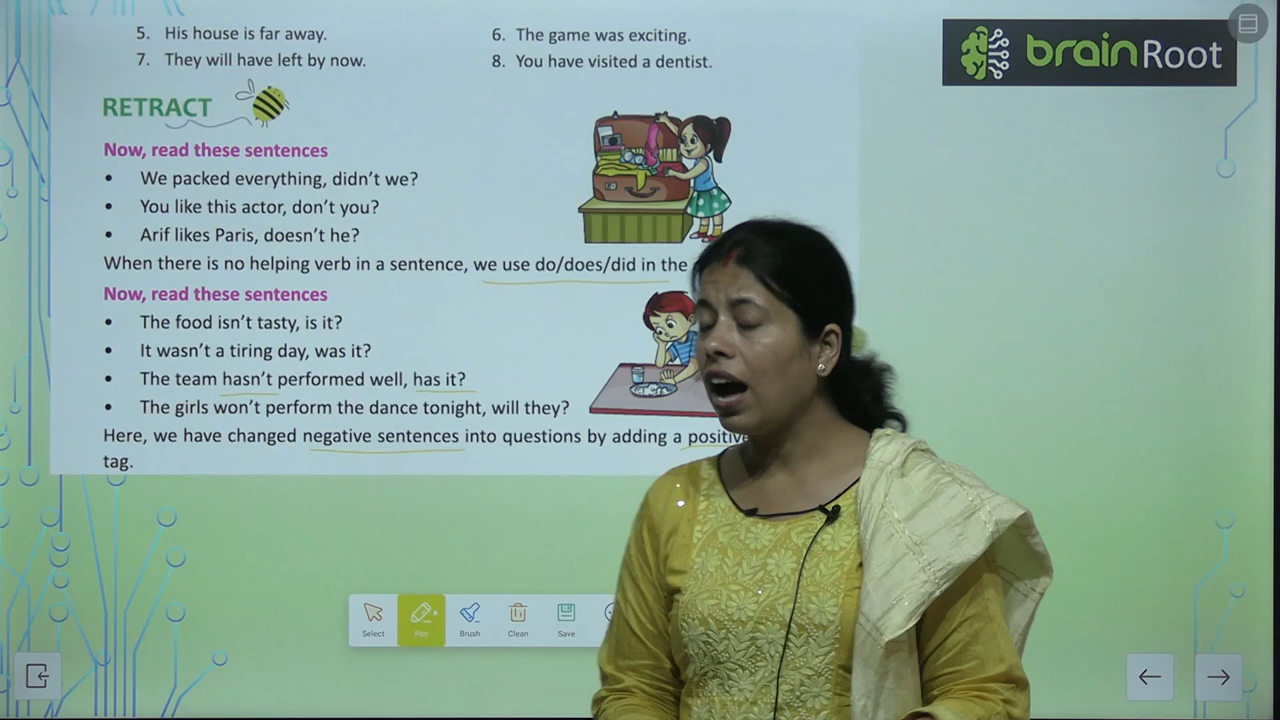 5. His house is far away.
6. The game was exciting.
7. They will have left by now.
8. You have visited a dentist.
brainRoot
RETRACT
Now, read these sentences
• We packed everything, didn't we?
• You like this actor, don't you?
• Arif likes Paris, doesn't he?
When there is no helping verb in a sentence, we use do/does/did in the
Now, read these sentences
• The food isn't tasty, is it?
• It wasn't a tiring day, was it?
• The team hasn't performed well, has it?
• The girls won't perform the dance tonight, will they?
Here, we have changed negative sentences into questions by adding a positive
tag.
Select
Pen
Brush
Clean
Save